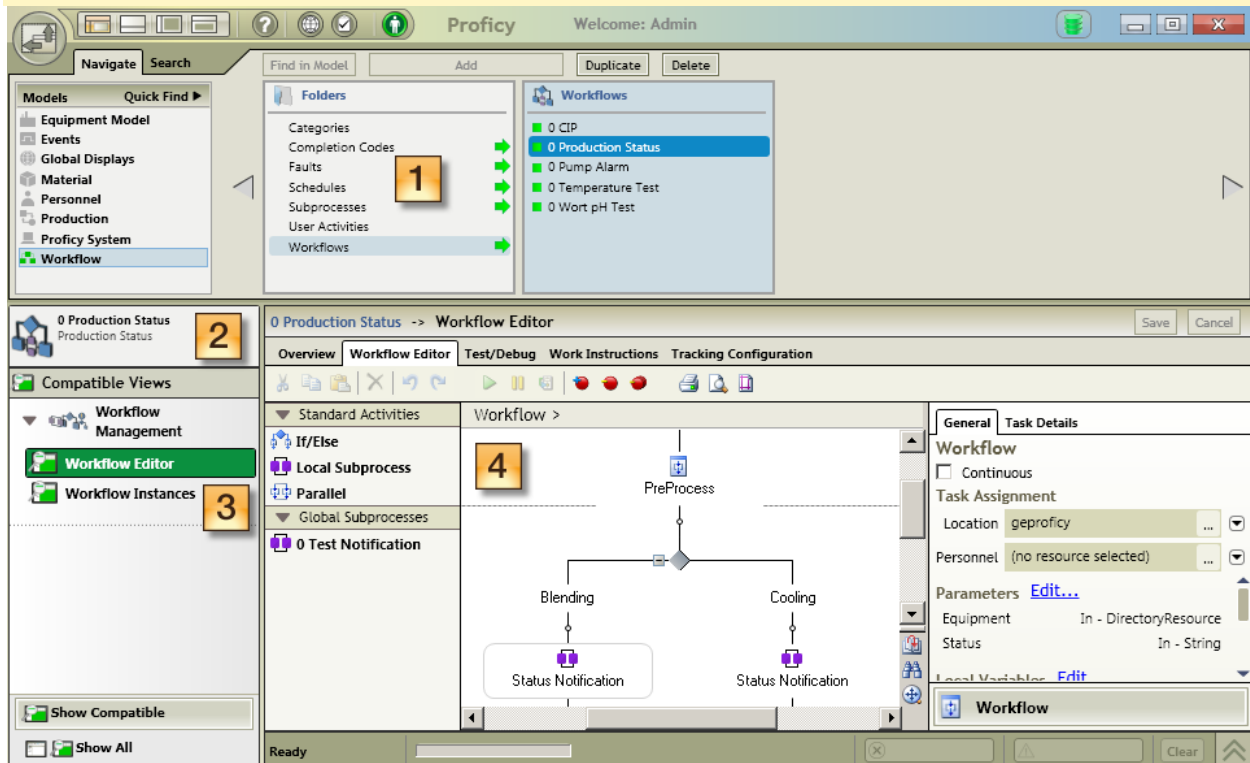 Proficy
Welcome: Admin
Navigate
Search
Find in Model
Add
Duplicate
Delete
Models
Quick Find
Equipment Model
Events
Global Displays
Material
Personnel
Production
Proficy System
Workflow
Folders
Categories
Completion Codes
Faults
Schedules
Subprocesses
User Activities
Workflows
1
Workflows
0 CIP
0 Production Status
0 Pump Alarm
0 Temperature Test
0 Wort pH Test
0 Production Status
Production Status
2
Compatible Views
Workflow
Management
Workflow Editor
Workflow Instances
3
Show Compatible
Show All
0 Production Status -> Workflow Editor
Save
Cancel
Overview
Workflow Editor
Test/Debug
Work Instructions
Tracking Configuration
Standard Activities
If/Else
Local Subprocess
Parallel
Global Subprocesses
0 Test Notification
Workflow >
4
PreProcess
Blending
Cooling
Status Notification
Status Notification
General
Task Details
Workflow
Continuous
Task Assignment
Location
geproficy
...
Personnel
(no resource selected)
...
Parameters Edit...
Equipment
In - DirectoryResource
Status
In - String
Local Variables Edit
Workflow
Ready
Clear